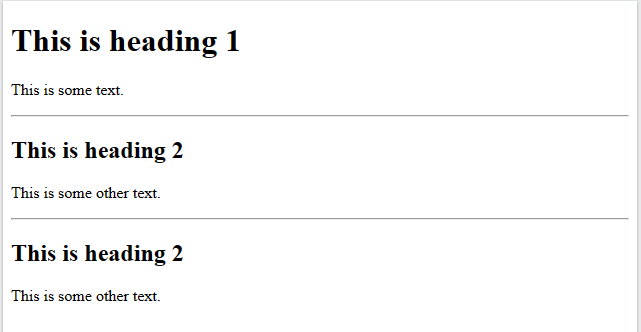 This is heading 1
This is some text.
This is heading 2
This is some other text.
This is heading 2
This is some other text.